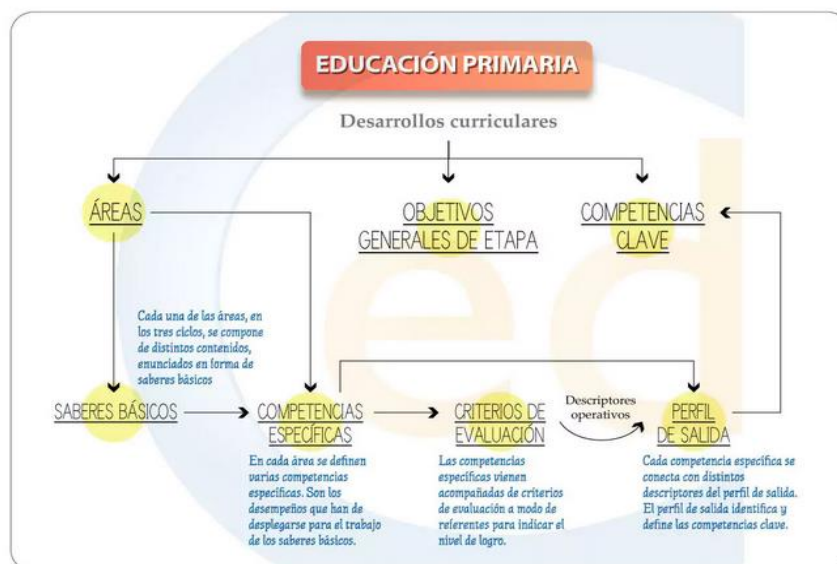 EDUCACIÓN PRIMARIA
Desarrollos curriculares
ÁREAS
OBJETIVOS
GENERALES DE ETAPA
COMPETENCIAS
CLAVE
Cada una de las áreas, en
los tres ciclos, se compone
de distintos contenidos,
enunciados en forma de
saberes básicos
SABERES BÁSICOS
COMPETENCIAS
ESPECÍFICAS
CRITERIOS DE
EVALUACIÓN
Descriptores
operativos
PERFIL
DE SALIDA
En cada área se definen
varias competencias
específicas. Son los
desempeños que han de
desplegarse para el trabajo
de los saberes básicos.
Las competencias
específicas vienen
acompañadas de criterios
de evaluación a modo de
referentes para indicar el
nivel de logro.
Cada competencia específica se
conecta con distintos
descriptores del perfil de salida.
El perfil de salida identifica y
define las competencias clave.
Ced